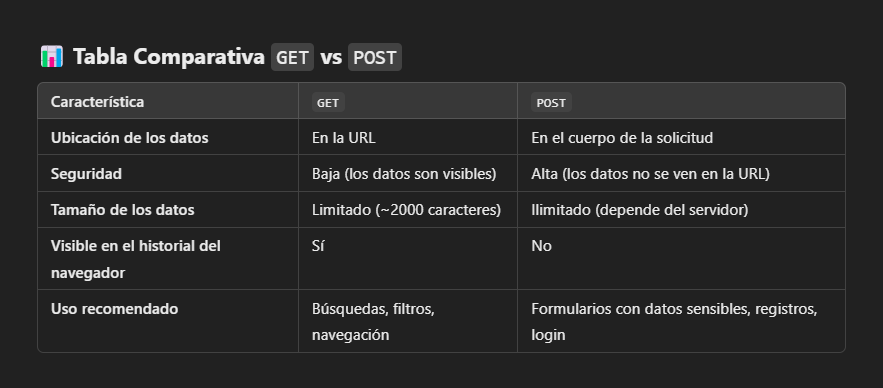 Tabla Comparativa GET vs POST
Característica GET POST
Ubicación de los datos En la URL En el cuerpo de la solicitud
Seguridad Baja (los datos son visibles) Alta (los datos no se ven en la URL)
Tamaño de los datos Limitado (~2000 caracteres) Ilimitado (depende del servidor)
Visible en el historial del Sí No
navegador
Uso recomendado Búsquedas, filtros, Formularios con datos sensibles, registros,
navegación login